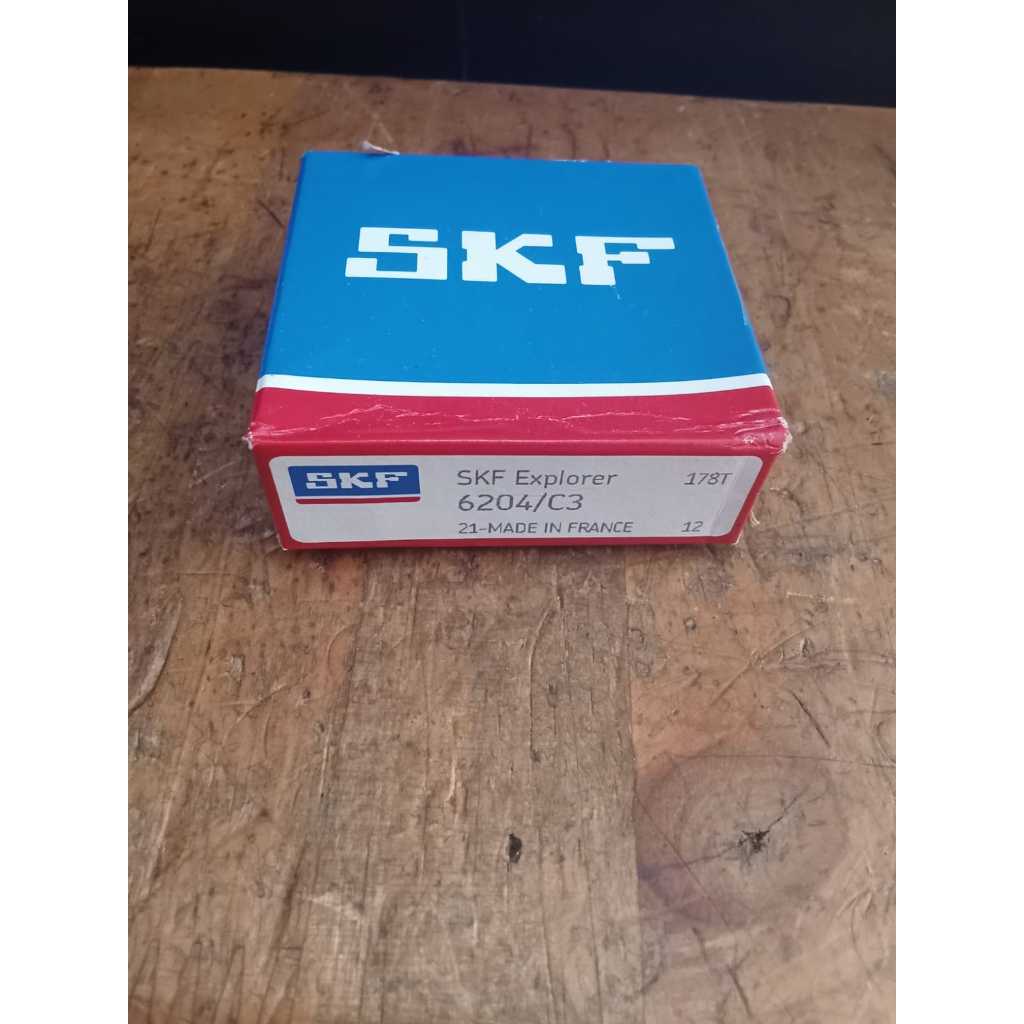 SKF
SKF
SKF Explorer 178T
6204/C3
21-MADE IN FRANCE 12